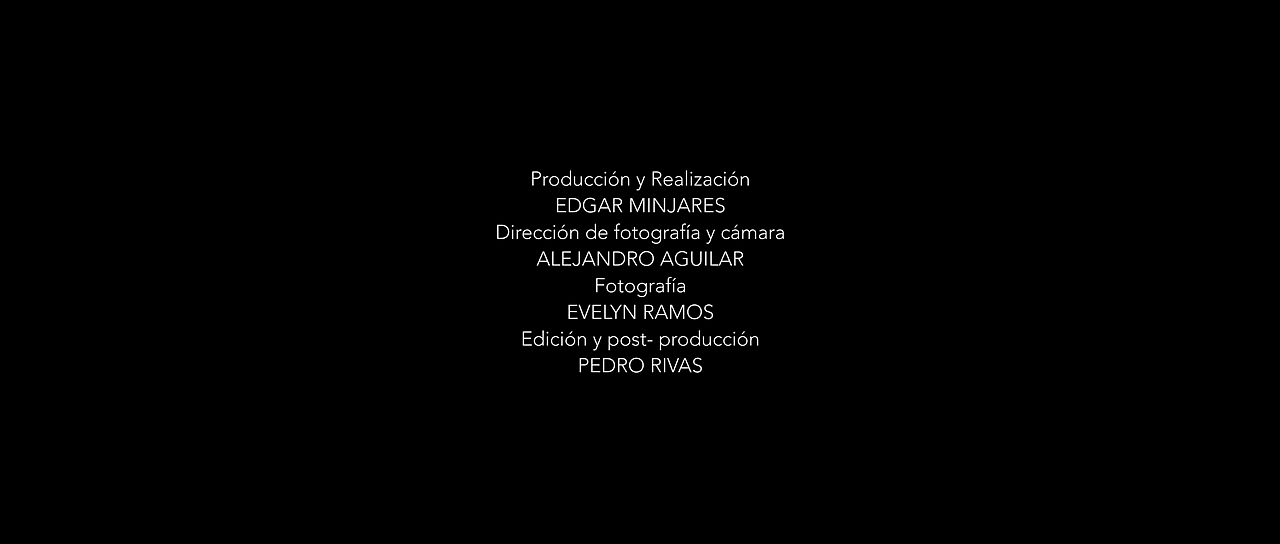 Producción y Realización
EDGAR MINJARES
Dirección de fotografía y cámara
ALEJANDRO AGUILAR
Fotografía
EVELYN RAMOS
Edición y post- producción
PEDRO RIVAS